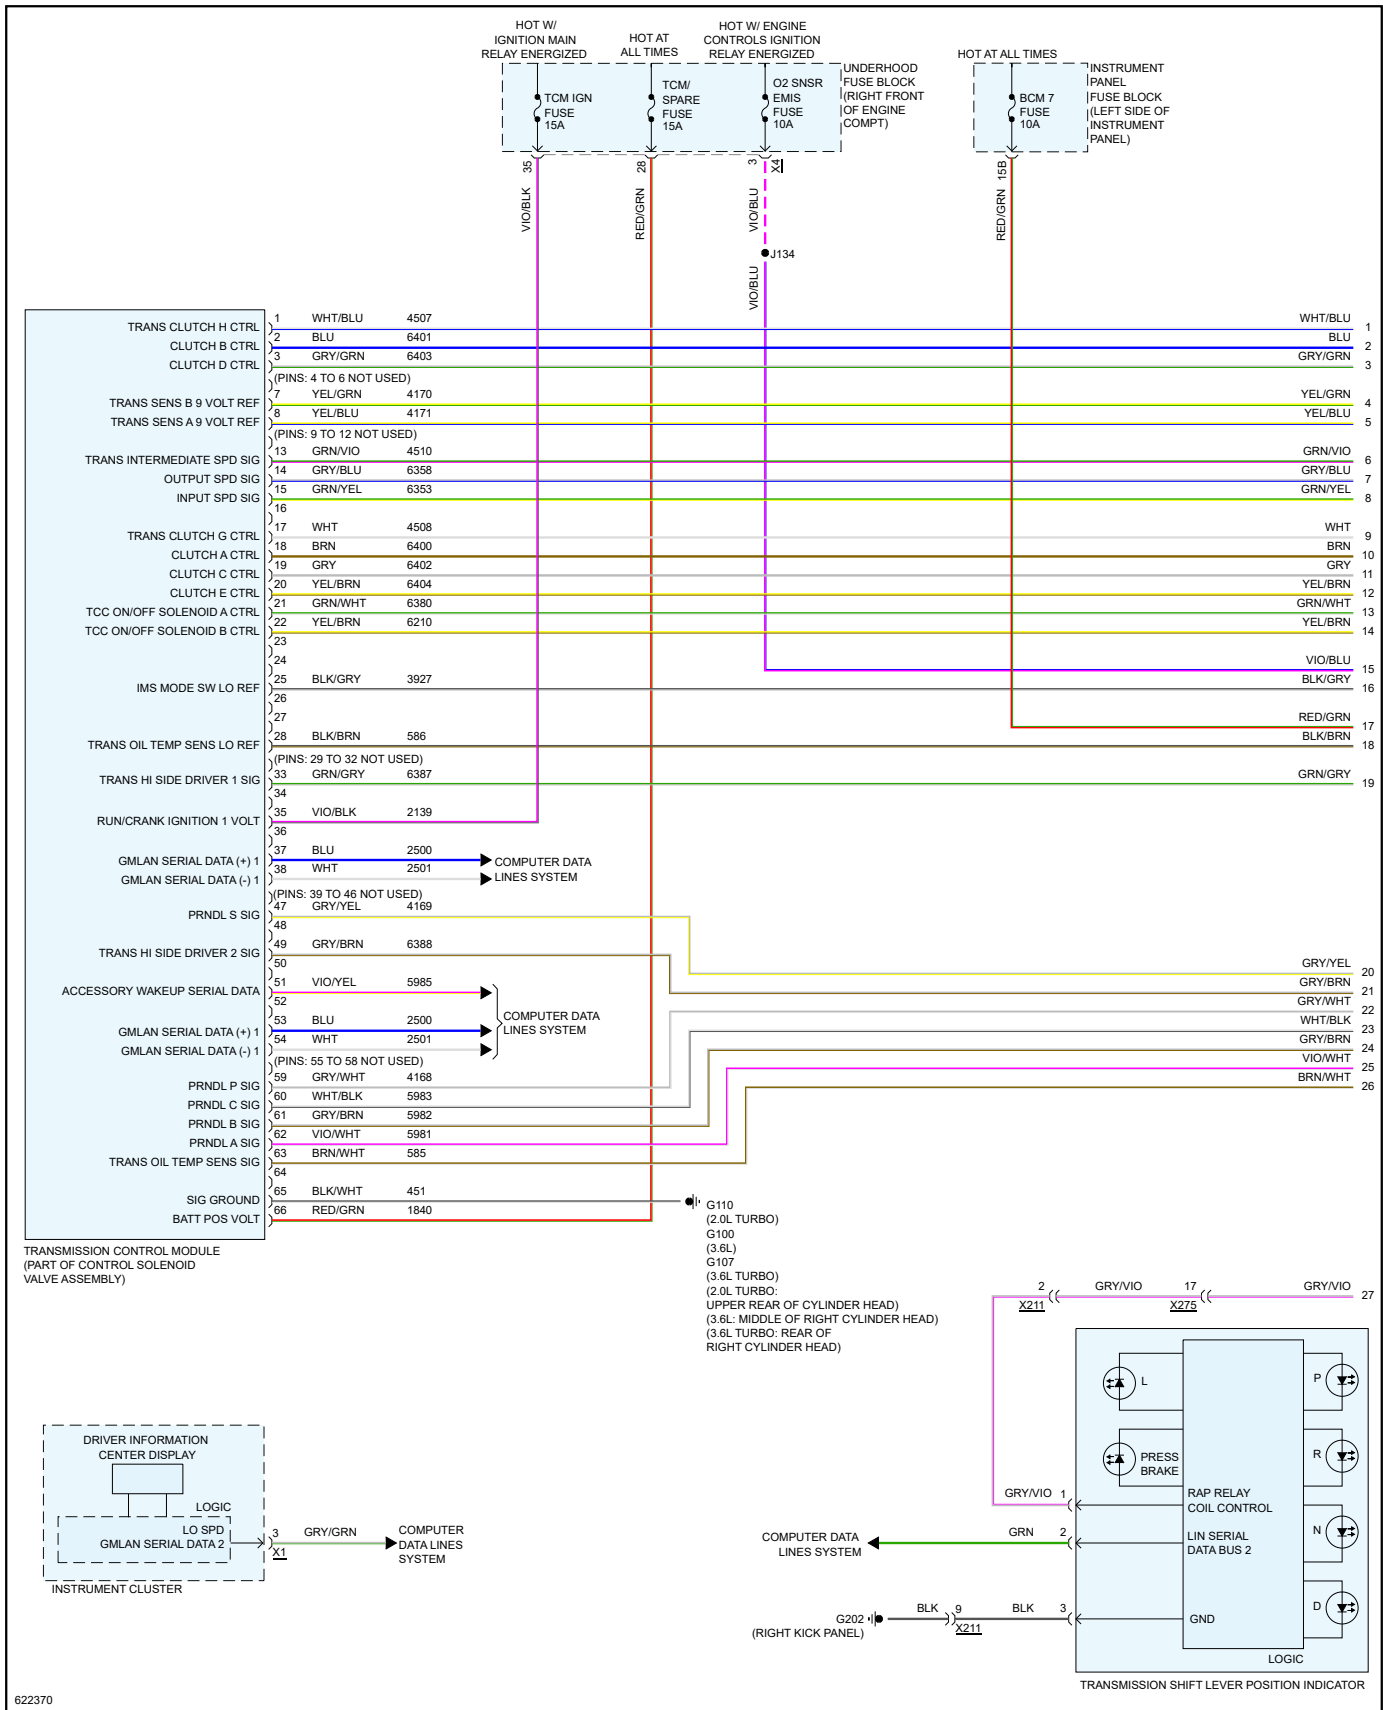 HOT W/
IGNITION MAIN
RELAY ENERGIZED
HOT AT
ALL TIMES
HOT W/ ENGINE
CONTROLS IGNITION
RELAY ENERGIZED
HOT AT ALL TIMES
TCM IGN
FUSE
15A
TCM/
SPARE
FUSE
15A
O2 SNSR
EMIS
FUSE
10A
UNDERHOOD
FUSE BLOCK
(RIGHT FRONT
OF ENGINE
COMPT)
BCM 7
FUSE
10A
INSTRUMENT
PANEL
FUSE BLOCK
(LEFT SIDE OF
INSTRUMENT
PANEL)
35
28
3
X4
15B
VIO/BLK
RED/GRN
VIO/BLU
RED/GRN
J134
VIO/BLU
TRANS CLUTCH H CTRL 1 WHT/BLU 4507 WHT/BLU 1
CLUTCH B CTRL 2 BLU 6401 BLU 2
CLUTCH D CTRL 3 GRY/GRN 6403 GRY/GRN 3
(PINS: 4 TO 6 NOT USED)
TRANS SENS B 9 VOLT REF 7 YEL/GRN 4170 YEL/GRN 4
TRANS SENS A 9 VOLT REF 8 YEL/BLU 4171 YEL/BLU 5
(PINS: 9 TO 12 NOT USED)
TRANS INTERMEDIATE SPD SIG 13 GRN/VIO 4510 GRN/VIO 6
OUTPUT SPD SIG 14 GRY/BLU 6358 GRY/BLU 7
INPUT SPD SIG 15 GRN/YEL 6353 GRN/YEL 8
16
TRANS CLUTCH G CTRL 17 WHT 4508 WHT 9
CLUTCH A CTRL 18 BRN 6400 BRN 10
CLUTCH C CTRL 19 GRY 6402 GRY 11
CLUTCH E CTRL 20 YEL/BRN 6404 YEL/BRN 12
TCC ON/OFF SOLENOID A CTRL 21 GRN/WHT 6380 GRN/WHT 13
TCC ON/OFF SOLENOID B CTRL 22 YEL/BRN 6210 YEL/BRN 14
23
24
VIO/BLU 15
IMS MODE SW LO REF 25 BLK/GRY 3927 BLK/GRY 16
26
27
RED/GRN 17
TRANS OIL TEMP SENS LO REF 28 BLK/BRN 586 BLK/BRN 18
(PINS: 29 TO 32 NOT USED)
TRANS HI SIDE DRIVER 1 SIG 33 GRN/GRY 6387 GRN/GRY 19
34
RUN/CRANK IGNITION 1 VOLT 35 VIO/BLK 2139
36
GMLAN SERIAL DATA (+) 1 37 BLU 2500
GMLAN SERIAL DATA (-) 1 38 WHT 2501
COMPUTER DATA
LINES SYSTEM
(PINS: 39 TO 46 NOT USED)
PRNDL S SIG 47 GRY/YEL 4169
48
TRANS HI SIDE DRIVER 2 SIG 49 GRY/BRN 6388
50
ACCESSORY WAKEUP SERIAL DATA 51 VIO/YEL 5985
52
GMLAN SERIAL DATA (+) 1 53 BLU 2500
GMLAN SERIAL DATA (-) 1 54 WHT 2501
COMPUTER DATA
LINES SYSTEM
GRY/YEL 20
GRY/BRN 21
GRY/WHT 22
WHT/BLK 23
GRY/BRN 24
VIO/WHT 25
BRN/WHT 26
(PINS: 55 TO 58 NOT USED)
PRNDL P SIG 59 GRY/WHT 4168
PRNDL C SIG 60 WHT/BLK 5983
PRNDL B SIG 61 GRY/BRN 5982
PRNDL A SIG 62 VIO/WHT 5981
TRANS OIL TEMP SENS SIG 63 BRN/WHT 585
64
SIG GROUND 65 BLK/WHT 451
BATT POS VOLT 66 RED/GRN 1840
TRANSMISSION CONTROL MODULE
(PART OF CONTROL SOLENOID
VALVE ASSEMBLY)
G110
(2.0L TURBO)
G100
(3.6L)
G107
(3.6L TURBO)
(2.0L TURBO:
UPPER REAR OF CYLINDER HEAD)
(3.6L: MIDDLE OF RIGHT CYLINDER HEAD)
(3.6L TURBO: REAR OF
RIGHT CYLINDER HEAD)
2 GRY/VIO 17 GRY/VIO 27
X211 X275
L
PRESS
BRAKE
P
R
N
D
GRY/VIO 1
RAP RELAY
COIL CONTROL
COMPUTER DATA
LINES SYSTEM
GRN 2
LIN SERIAL
DATA BUS 2
G202
(RIGHT KICK PANEL)
BLK 9 BLK 3
X211
GND
LOGIC
TRANSMISSION SHIFT LEVER POSITION INDICATOR
DRIVER INFORMATION
CENTER DISPLAY
LOGIC
LO SPD
GMLAN SERIAL DATA 2
3 GRY/GRN
X1
COMPUTER
DATA LINES
SYSTEM
INSTRUMENT CLUSTER
622370